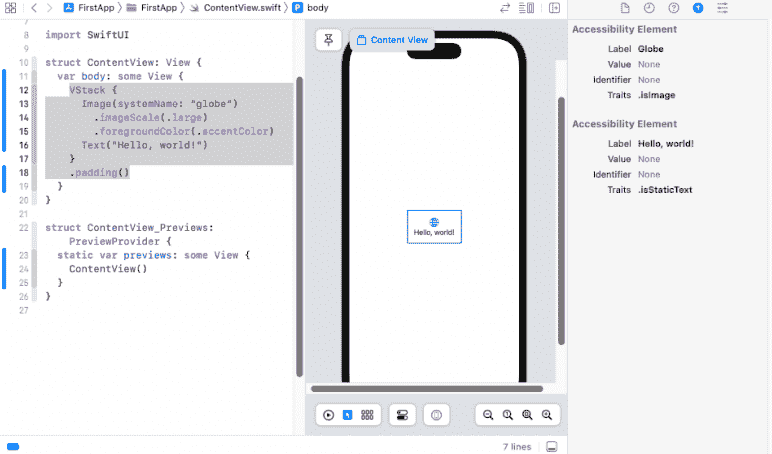 FirstApp
FirstApp
ContentView.swift
body
7
8 import SwiftUI
9
10 struct ContentView: View {
11 var body: some View {
12 VStack {
13 Image(systemName: "globe")
14 .imageScale(.large)
15 .foregroundColor(.accentColor)
16 Text("Hello, world!")
17 }
18 .padding()
19 }
20 }
21
22 struct ContentView_Previews:
PreviewProvider {
23 static var previews: some View {
24 ContentView()
25 }
26 }
27
Content View
Hello, world!
7 lines
Accessibility Element
Label Globe
Value None
Identifier None
Traits .isImage
Accessibility Element
Label Hello, world!
Value None
Identifier None
Traits .isStaticText